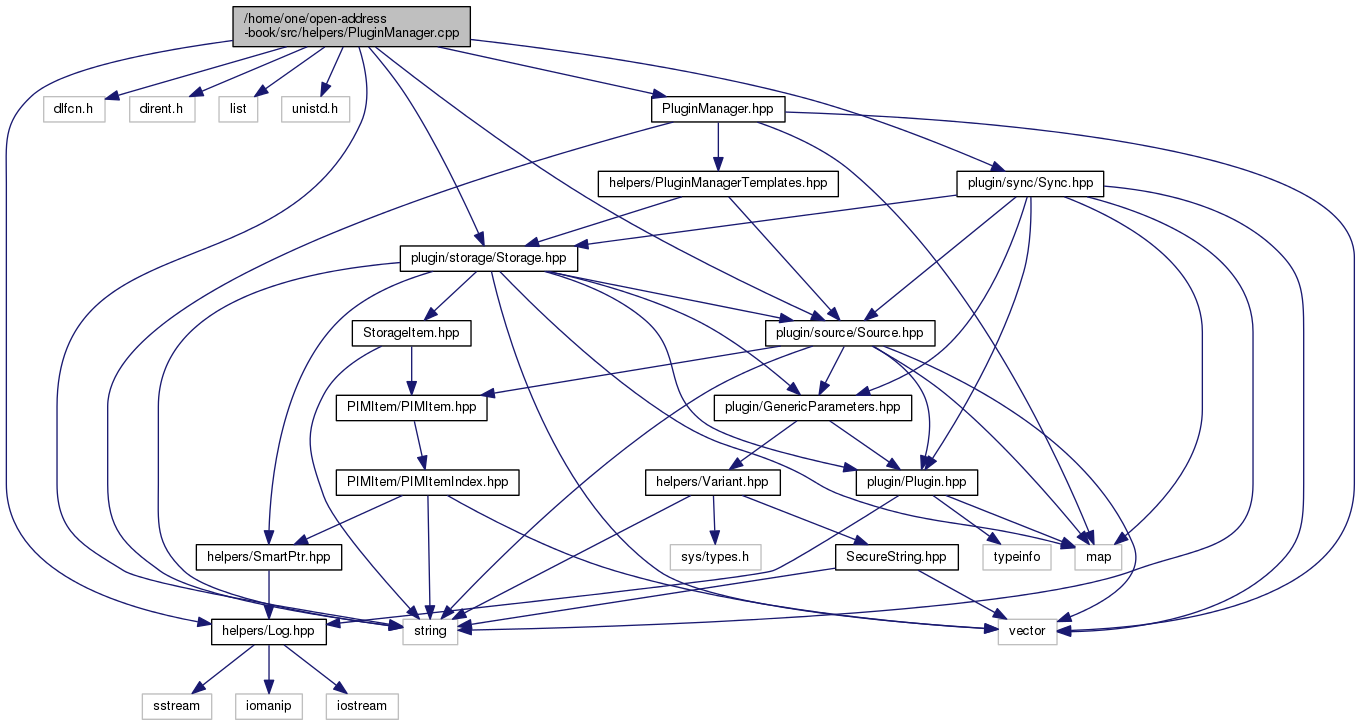 /home/one/open-address
-book/src/helpers/PluginManager.cpp
dlfcn.h
dirent.h
list
unistd.h
PluginManager.hpp
helpers/PluginManagerTemplates.hpp
plugin/sync/Sync.hpp
plugin/storage/Storage.hpp
StorageItem.hpp
plugin/source/Source.hpp
PIMItem/PIMItem.hpp
plugin/GenericParameters.hpp
PIMItem/PIMItemIndex.hpp
helpers/Variant.hpp
plugin/Plugin.hpp
helpers/SmartPtr.hpp
sys/types.h
SecureString.hpp
typeinfo
map
helpers/Log.hpp
string
vector
sstream
iomanip
iostream